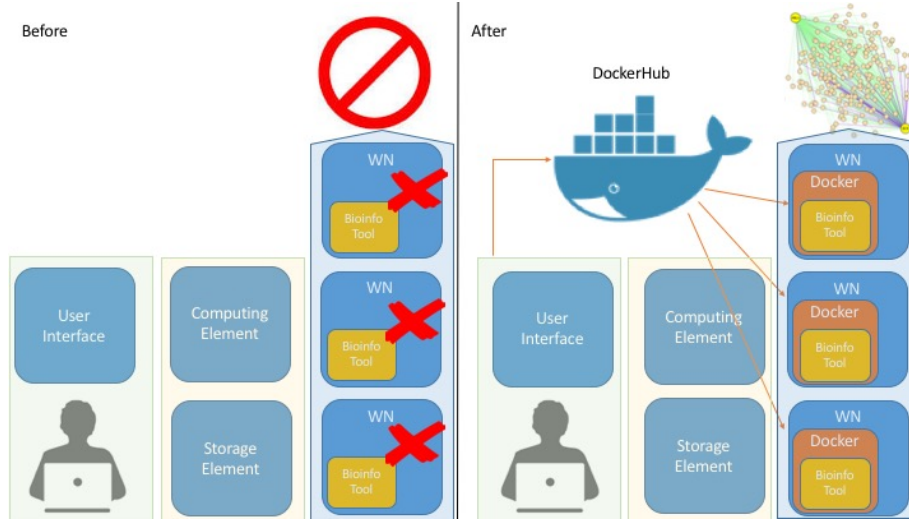 Before
WN
Bioinfo
Tool
User
Interface
Computing
Element
WN
Bioinfo
Tool
Storage
Element
WN
Bioinfo
Tool
After
DockerHub
WN
Docker
Bioinfo
Tool
User
Interface
Computing
Element
WN
Docker
Bioinfo
Tool
Storage
Element
WN
Docker
Bioinfo
Tool